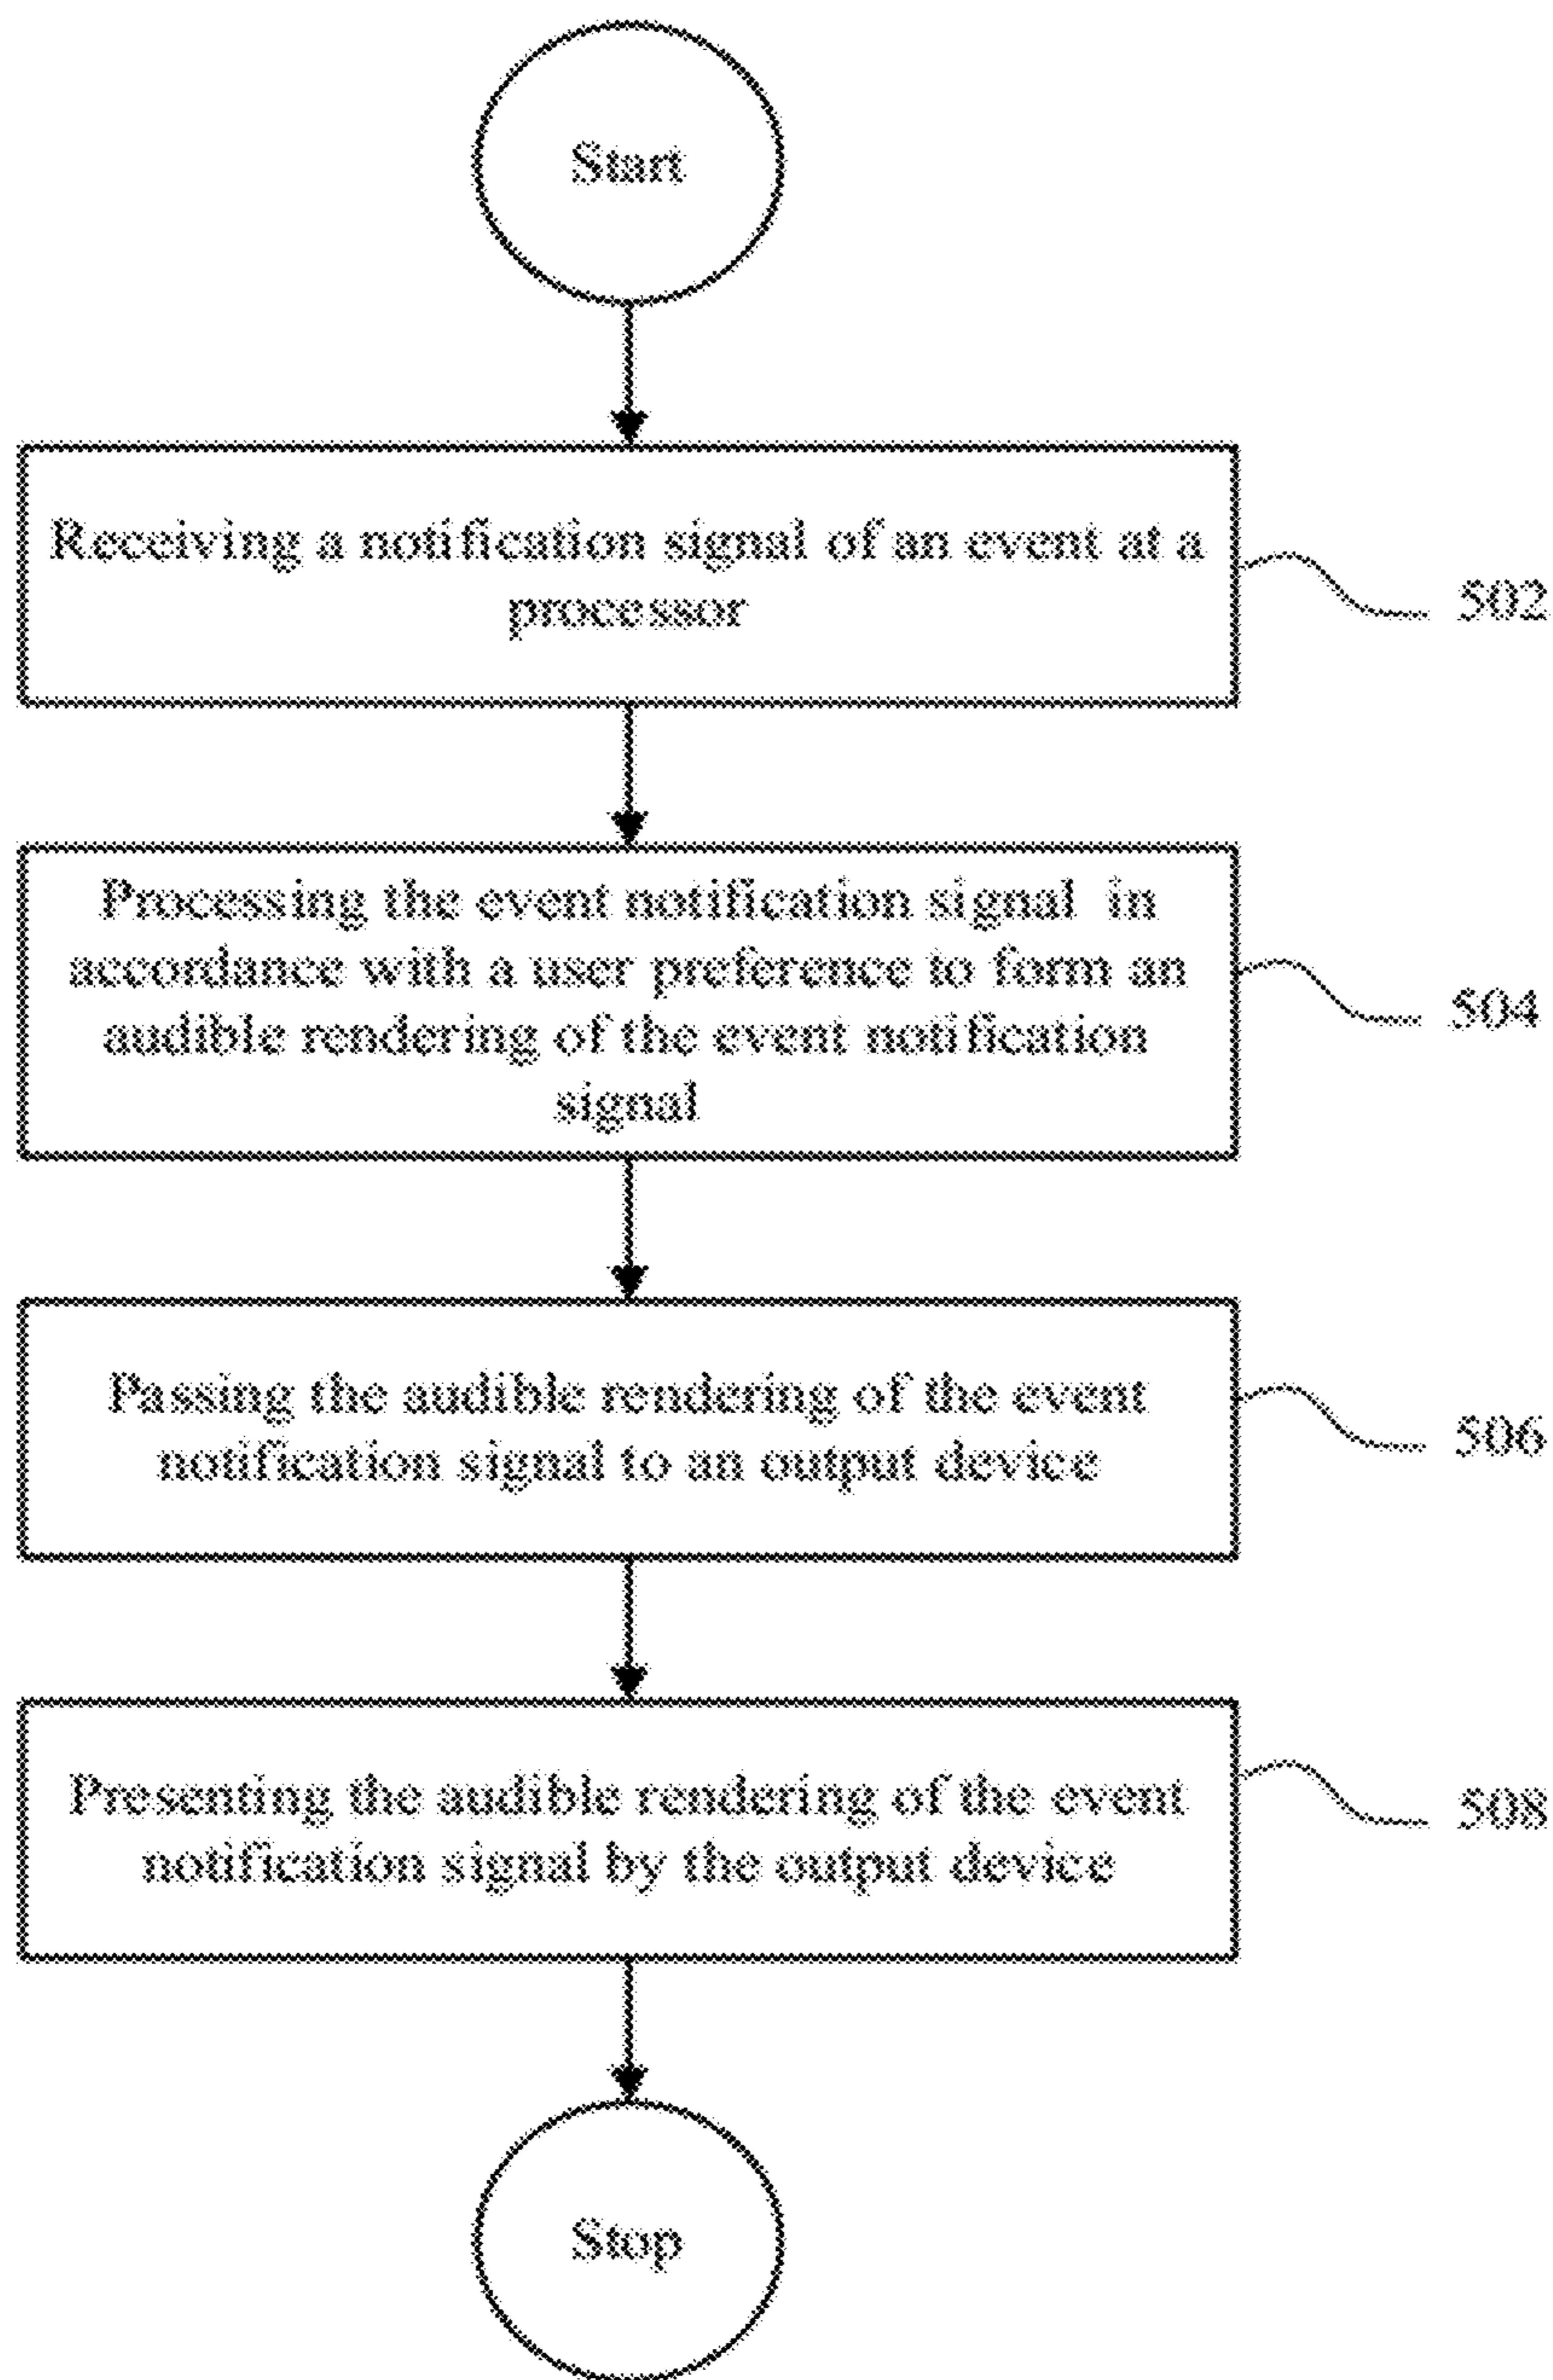 Start
Receiving a notification signal of an event at a
processor
502
Processing the event notification signal in
accordance with a user preference to form an
audible rendering of the event notification
signal
504
Passing the audible rendering of the event
notification signal to an output device
506
Presenting the audible rendering of the event
notification signal by the output device
508
Stop